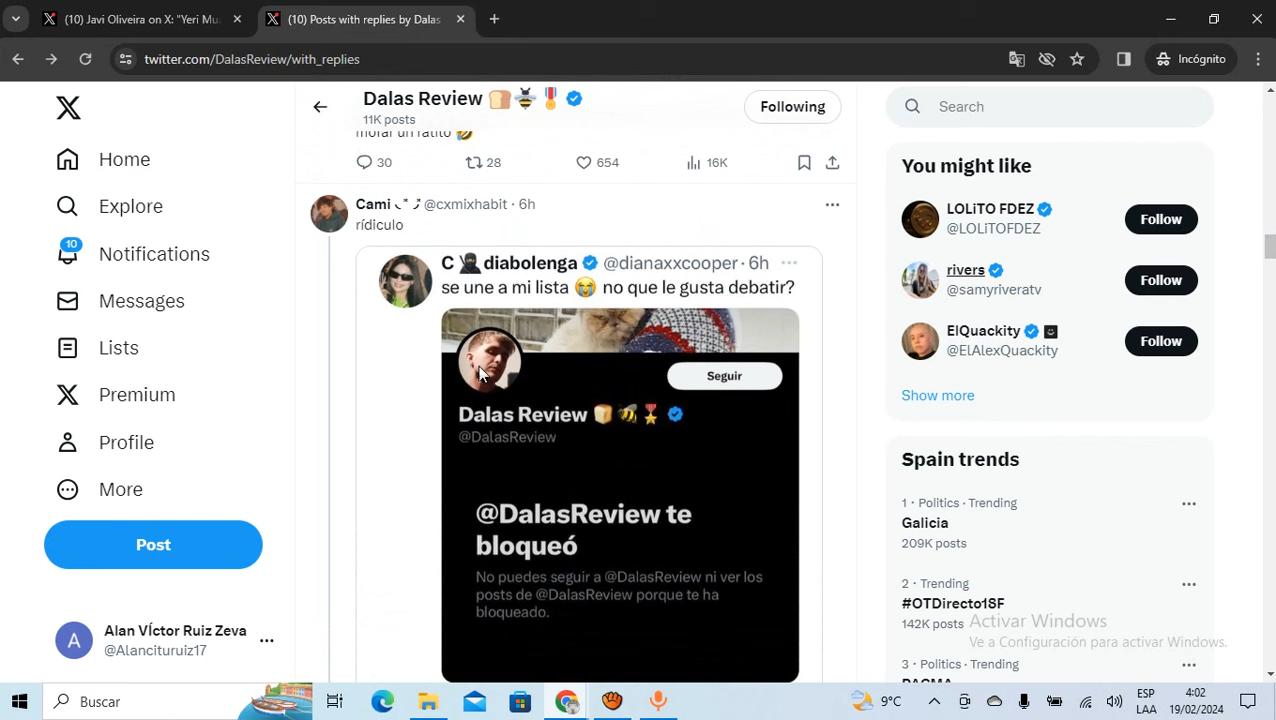 (10) Javi Oliveira on X: "Yeri Mua
(10) Posts with replies by Dalas
twitter.com/DalasReview/with_replies
Incógnito
X
Dalas Review
11K posts
Following
Search
morar un ratito
30
28
654
16K
Home
Explore
10
Notifications
Messages
Lists
Premium
Profile
More
Post
Alan Víctor Ruiz Zeva
@Alancituruiz17
Cami @cxmixhabit · 6h
rídiculo
C diabolenga @dianaxxcooper · 6h
se une a mi lista no que le gusta debatir?
Seguir
Dalas Review
@DalasReview
@DalasReview te
bloqueó
No puedes seguir a @DalasReview ni ver los
posts de @DalasReview porque te ha
bloqueado.
You might like
LOLiTO FDEZ
@LOLiTOFDEZ
Follow
rivers
@samyriveratv
Follow
ElQuackity
@ElAlexQuackity
Follow
Show more
Spain trends
1 · Politics · Trending
Galicia
209K posts
2 · Trending
#OTDirecto18F
142K posts
3 · Politics · Trending
Activar Windows
Ve a Configuración para activar Windows.
Buscar
9°C
ESP
LAA
4:02
19/02/2024